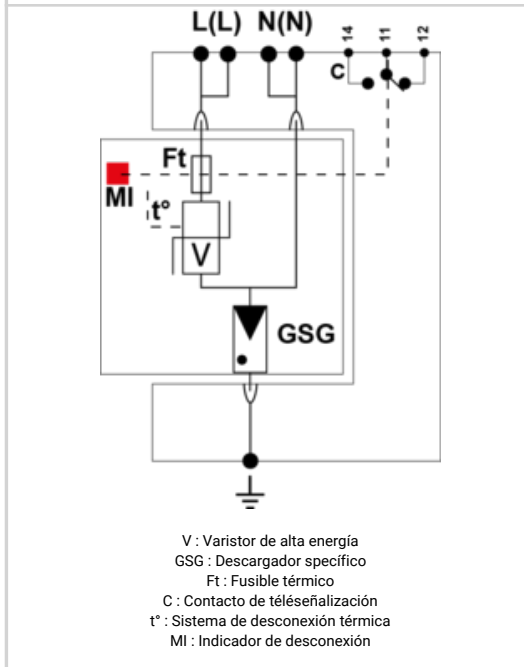 L(L) N(N)
14 11 12
C
Ft
MI
t°
V
GSG
V : Varistor de alta energía
GSG : Descargador specífico
Ft : Fusible térmico
C : Contacto de téléseñalización
t° : Sistema de desconexión térmica
MI : Indicador de desconexión